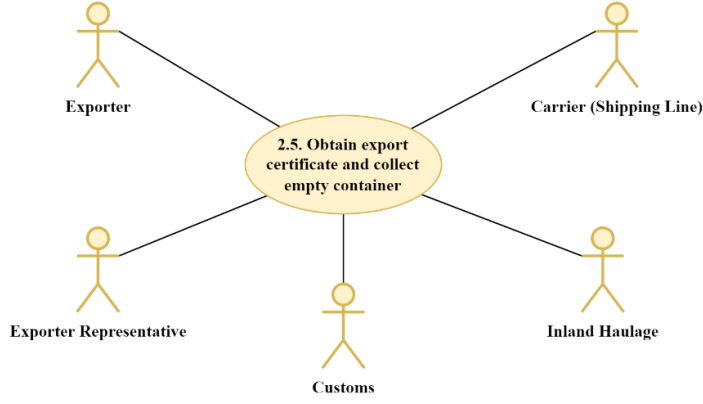 Exporter
Carrier (Shipping Line)
2.5. Obtain export
certificate and collect
empty container
Exporter Representative
Inland Haulage
Customs